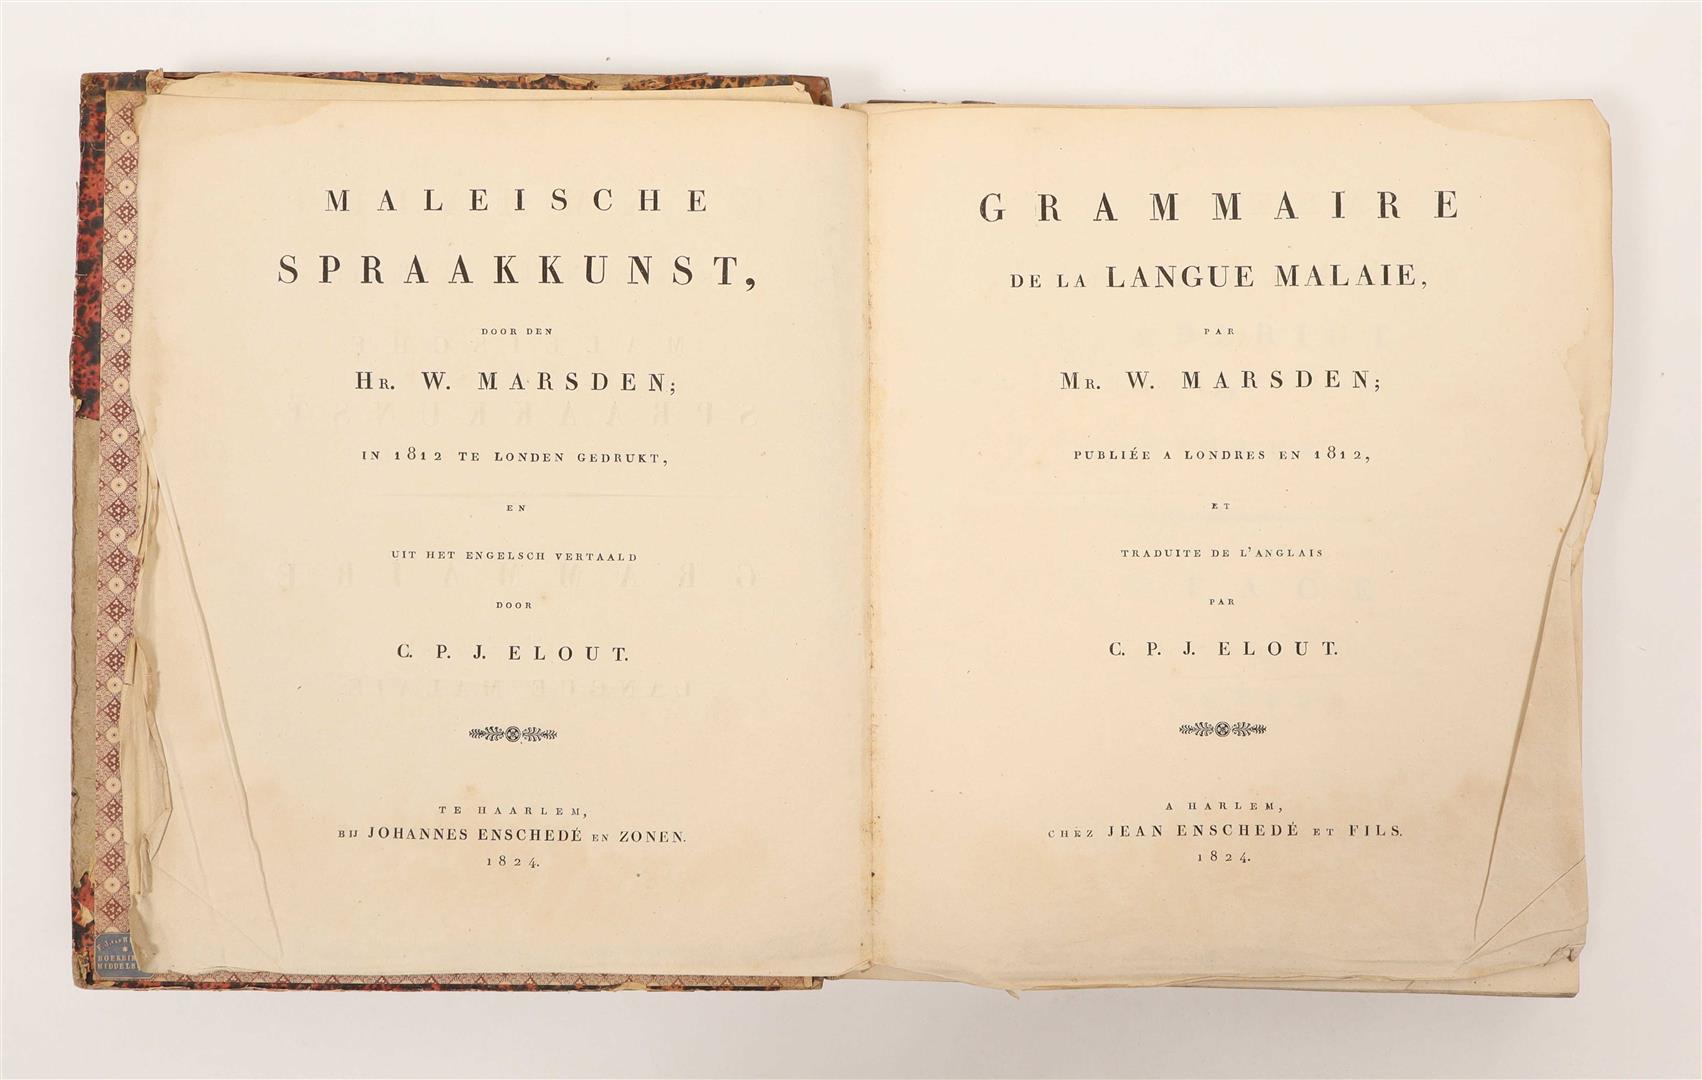 MALEISCHE
SPRAAKKUNST,
DOOR DEN
HR. W. MARSDEN;
IN 1812 TE LONDEN GEDRUKT,
EN
UIT HET ENGELSCH VERTAALD
DOOR
C. P. J. ELOUT.
TE HAARLEM,
BIJ JOHANNES ENSCHEDÉ EN ZONEN.
1824.
GRAMMAIRE
DE LA LANGUE MALAIE,
PAR
MR. W. MARSDEN;
PUBLIÉE A LONDRES EN 1812,
ET
TRADUITE DE L'ANGLAIS
PAR
C. P. J. ELOUT.
A HARLEM,
CHEZ JEAN ENSCHEDÉ ET FILS.
1824.